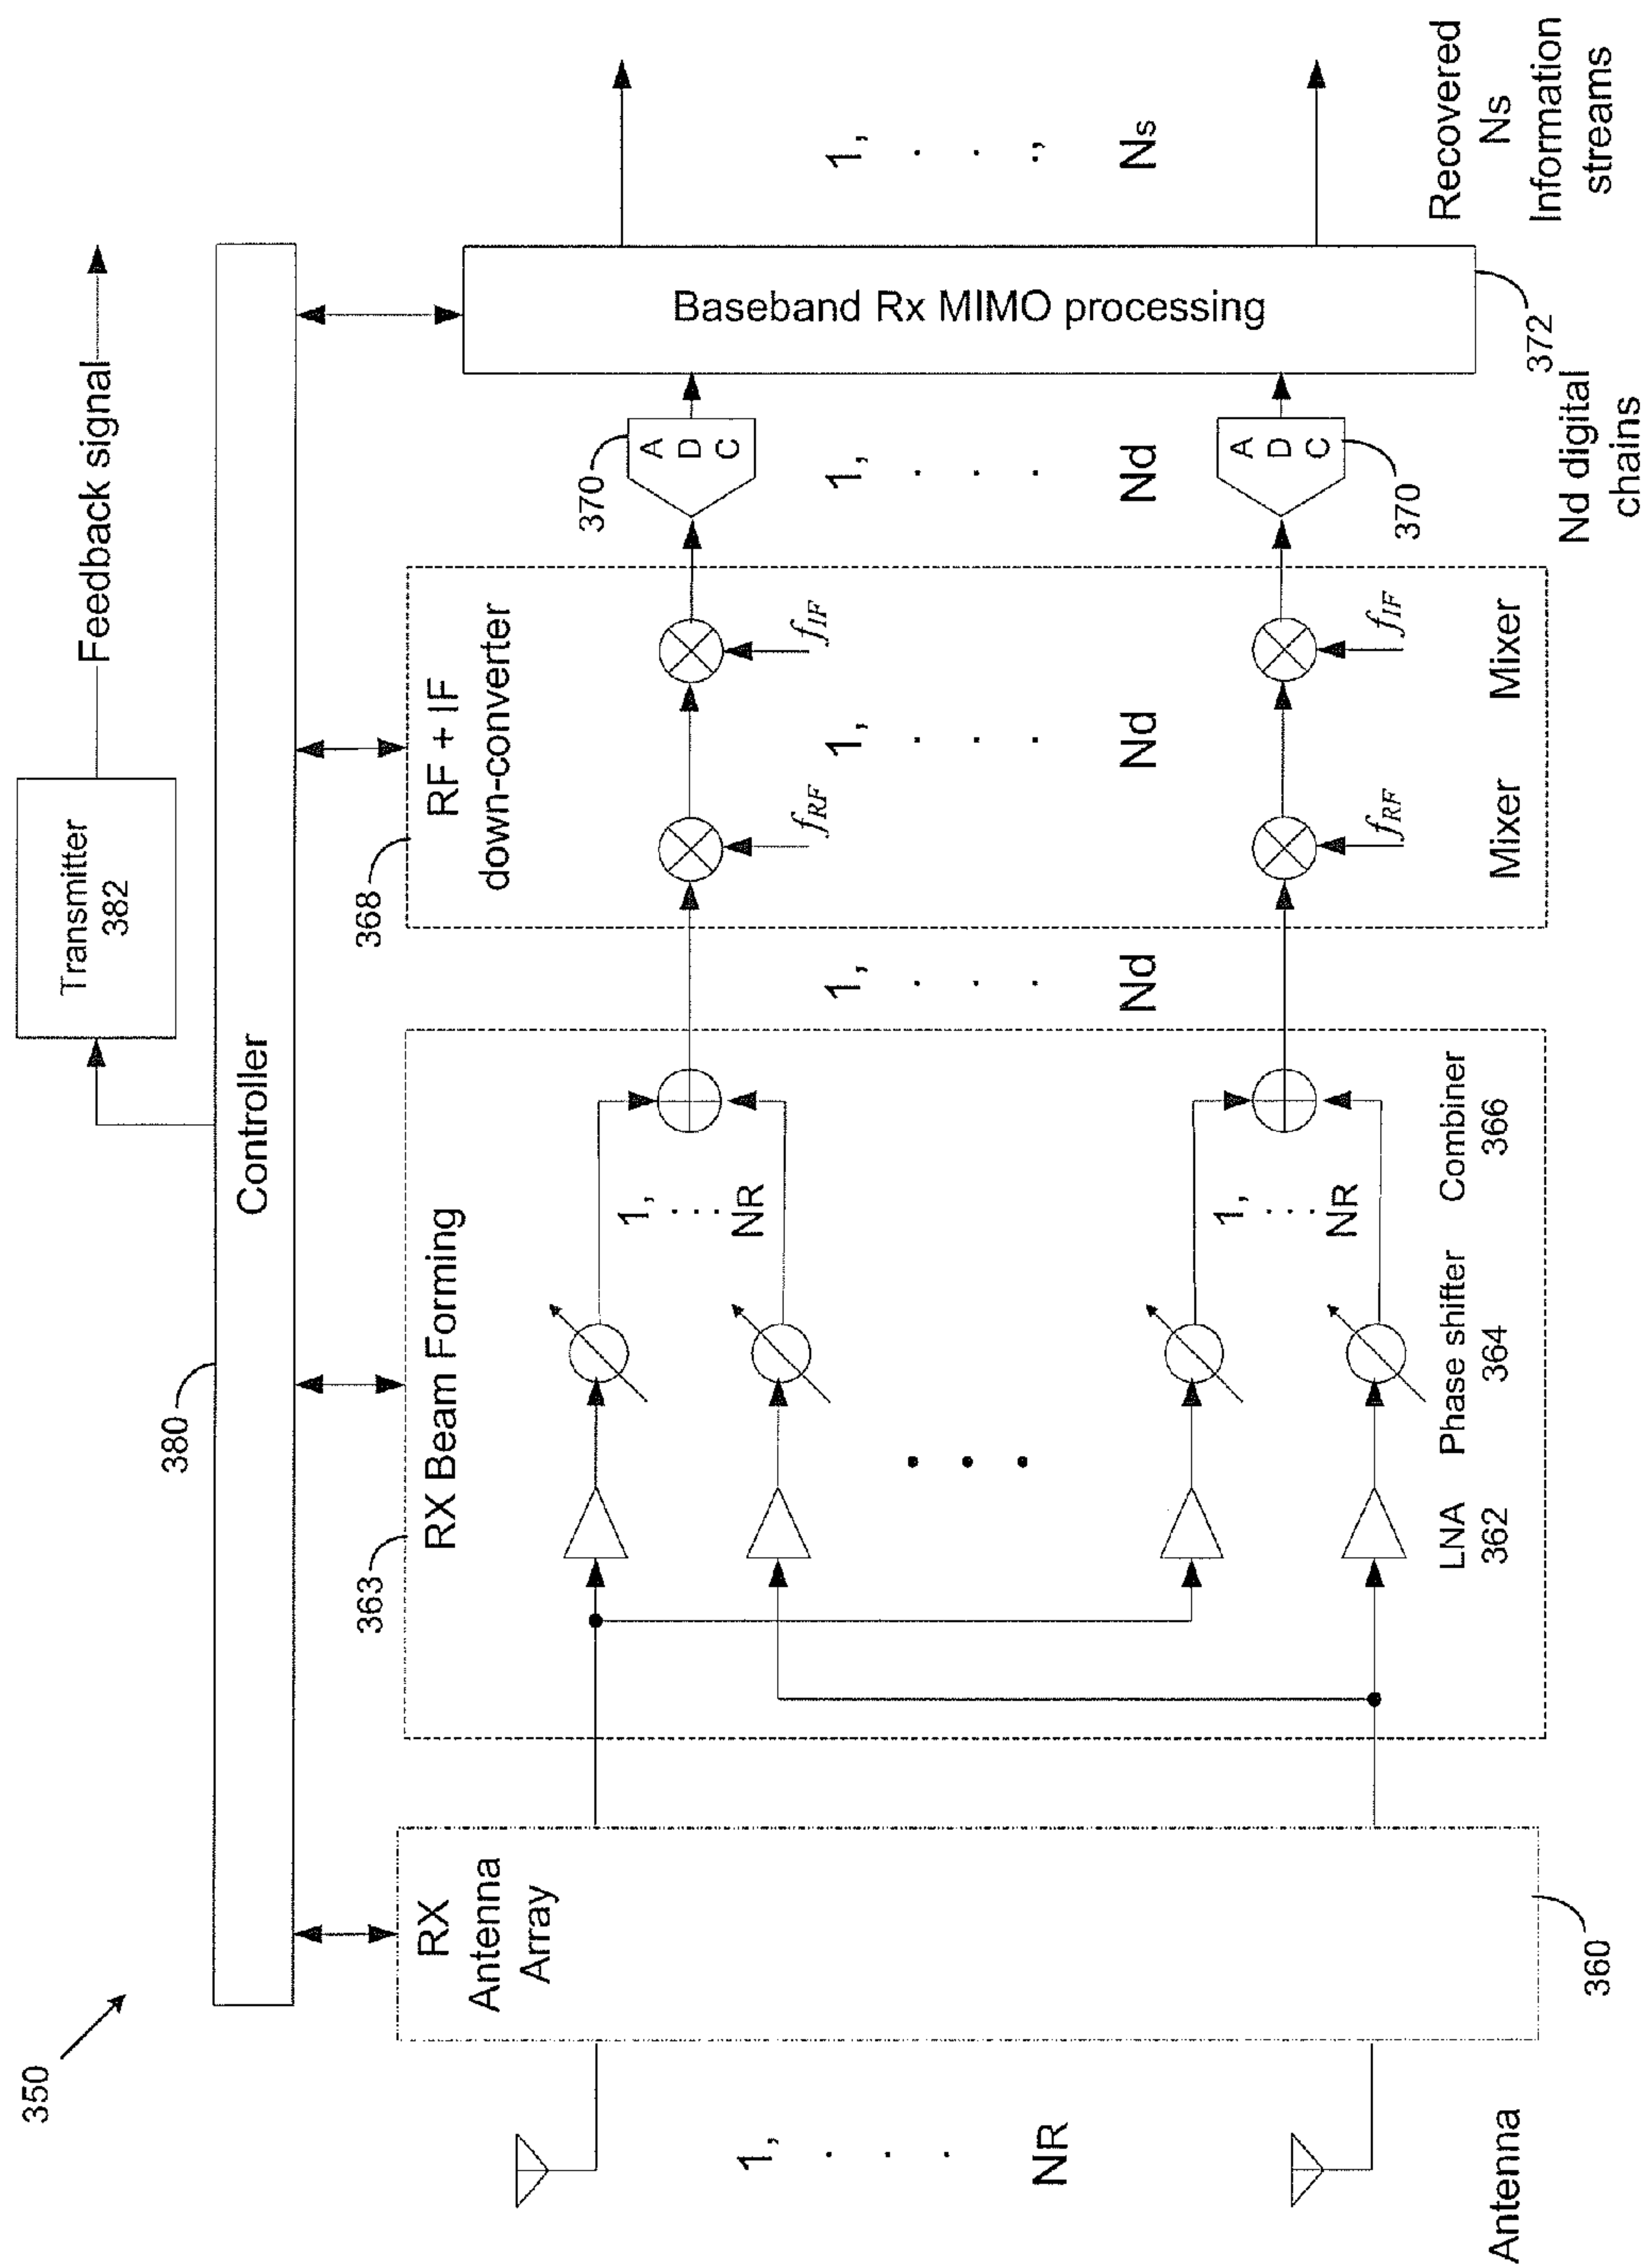 350
Transmitter
382
Feedback signal
380
Controller
363
RX Beam Forming
368
RF + IF
down-converter
RX
Antenna
Array
360
1,
. . .
NR
Antenna
1,
. . .
NR
1,
. . .
NR
. . .
LNA
362
Phase shifter
364
Combiner
366
1,
. . .
Nd
fRF
fIF
1,
. . .
Nd
fRF
fIF
Mixer
Mixer
370
A
D
C
1,
. . .
Nd
A
D
C
370
Nd digital
chains
Baseband Rx MIMO processing
372
1,
. . .,
Ns
Recovered
Ns
Information
streams